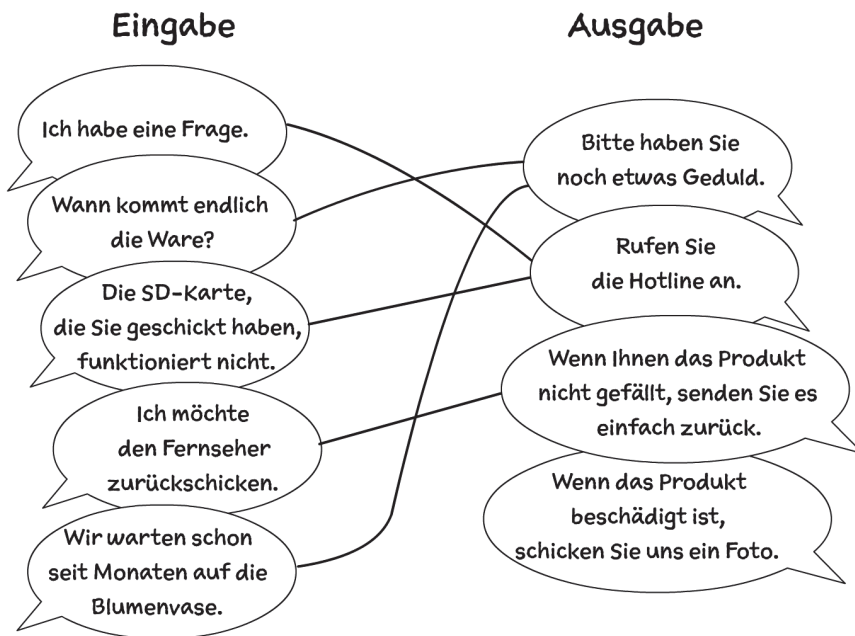 Eingabe
Ausgabe
Ich habe eine Frage.
Wann kommt endlich
die Ware?
Die SD-Karte,
die Sie geschickt haben,
funktioniert nicht.
Ich möchte
den Fernseher
zurückschicken.
Wir warten schon
seit Monaten auf die
Blumenvase.
Bitte haben Sie
noch etwas Geduld.
Rufen Sie
die Hotline an.
Wenn Ihnen das Produkt
nicht gefällt, senden Sie es
einfach zurück.
Wenn das Produkt
beschädigt ist,
schicken Sie uns ein Foto.